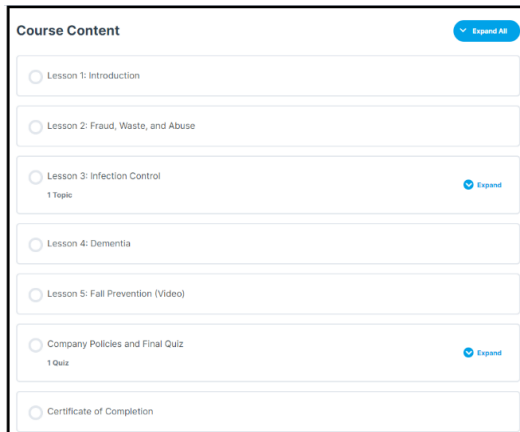 Course Content
Expand All
Lesson 1: Introduction
Lesson 2: Fraud, Waste, and Abuse
Lesson 3: Infection Control
1 Topic
Expand
Lesson 4: Dementia
Lesson 5: Fall Prevention (Video)
Company Policies and Final Quiz
1 Quiz
Expand
Certificate of Completion